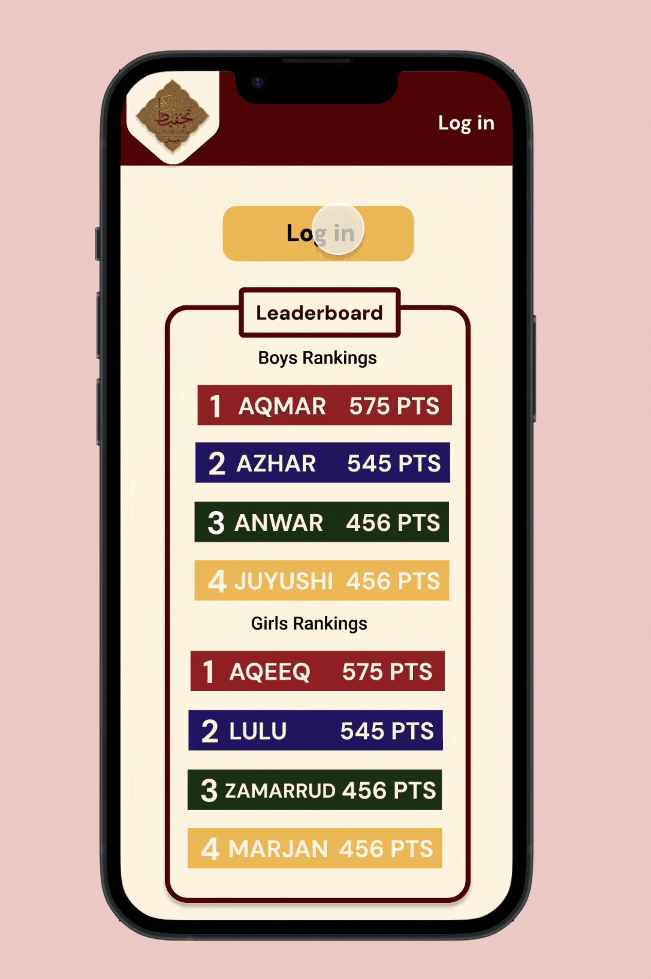 تحفيظ
Log in
Log in
Leaderboard
Boys Rankings
1 AQMAR 575 PTS
2 AZHAR 545 PTS
3 ANWAR 456 PTS
4 JUYUSHI 456 PTS
Girls Rankings
1 AQEEQ 575 PTS
2 LULU 545 PTS
3 ZAMARRUD 456 PTS
4 MARJAN 456 PTS